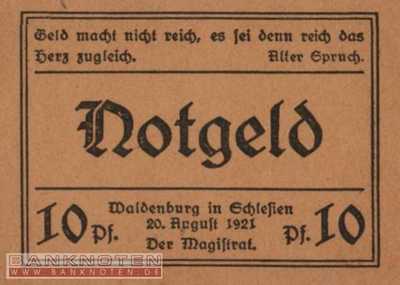 Geld macht nicht reich, es sei denn reich das
Herz zugleich. Alter Spruch.
Notgeld
10 Pf. Waldenburg in Schlesien Pf. 10
20. August 1921
Der Magistrat.
BANKNOTEN
WWW.BANKNOTEN.DE